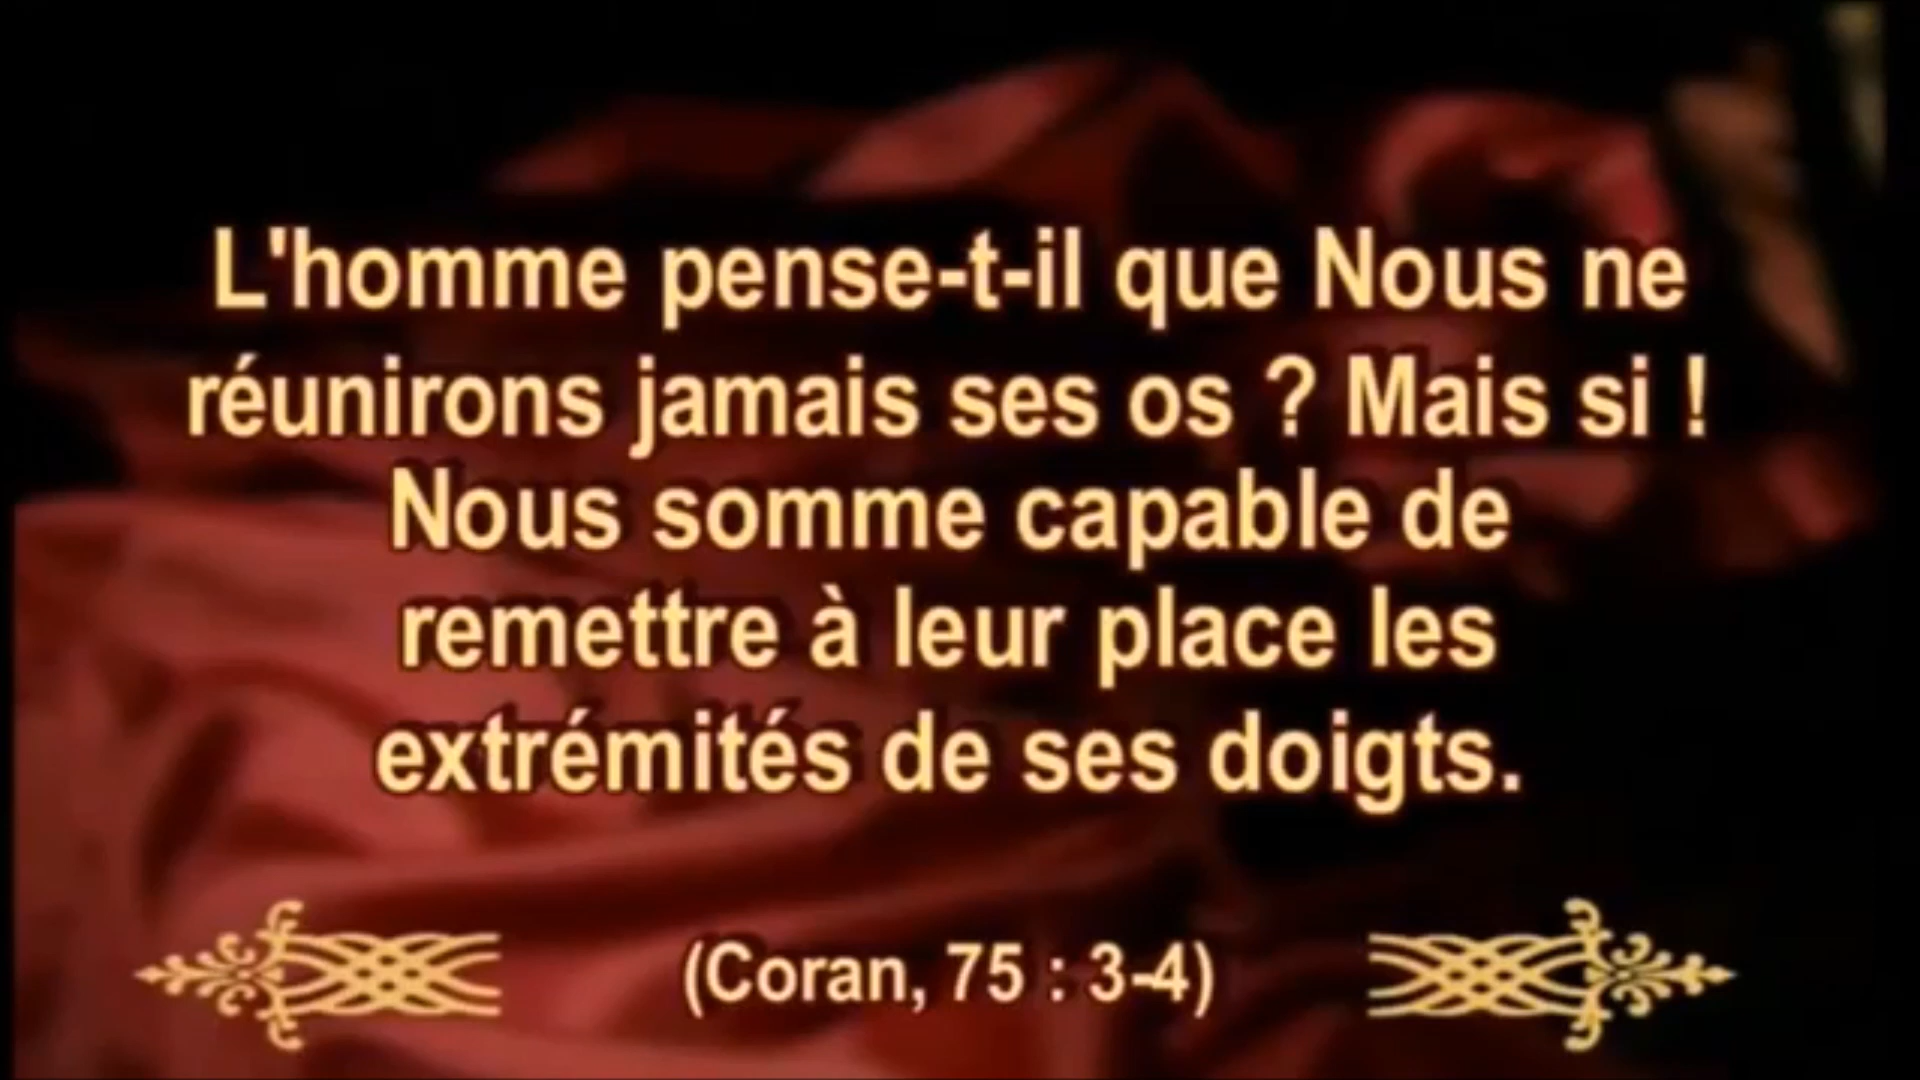 L'homme pense-t-il que Nous ne
réunirons jamais ses os ? Mais si !
Nous somme capable de
remettre à leur place les
extrémités de ses doigts.
(Coran, 75 : 3-4)